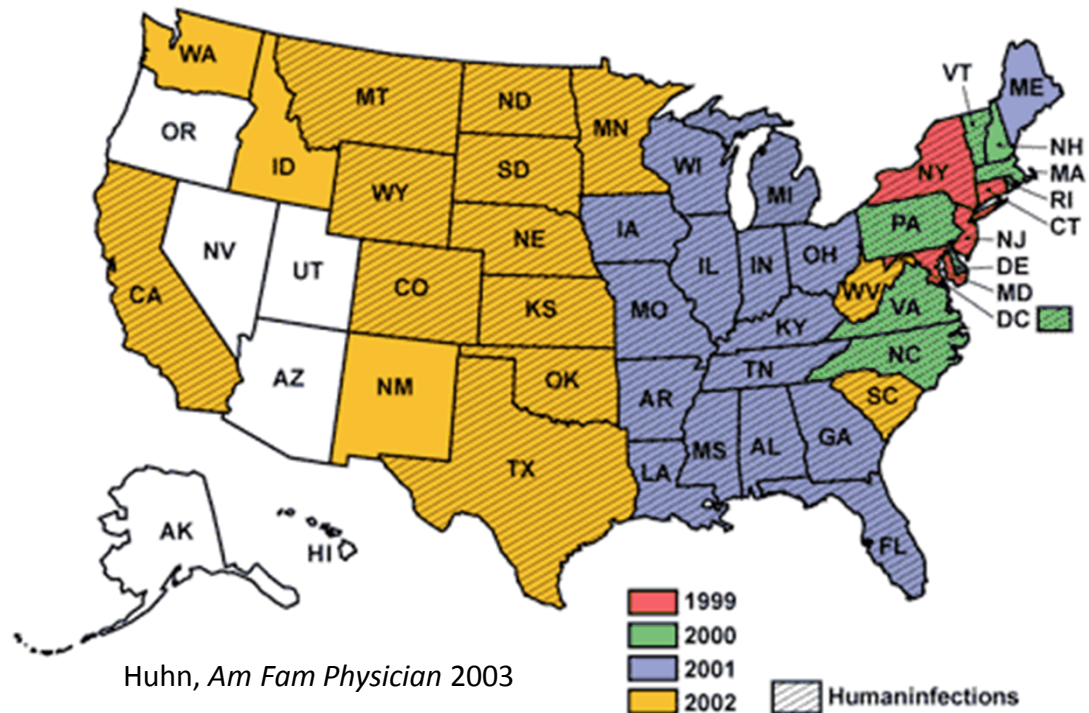 WA
OR
CA
NV
ID
MT
WY
UT
AZ
CO
NM
ND
SD
NE
KS
OK
TX
MN
IA
MO
AR
LA
WI
IL
MI
IN
OH
KY
TN
MS
AL
GA
FL
SC
NC
VA
WV
PA
NY
VT
ME
NH
MA
RI
CT
NJ
DE
MD
DC
AK
HI
1999
2000
2001
2002
Humaninfections
Huhn, Am Fam Physician 2003